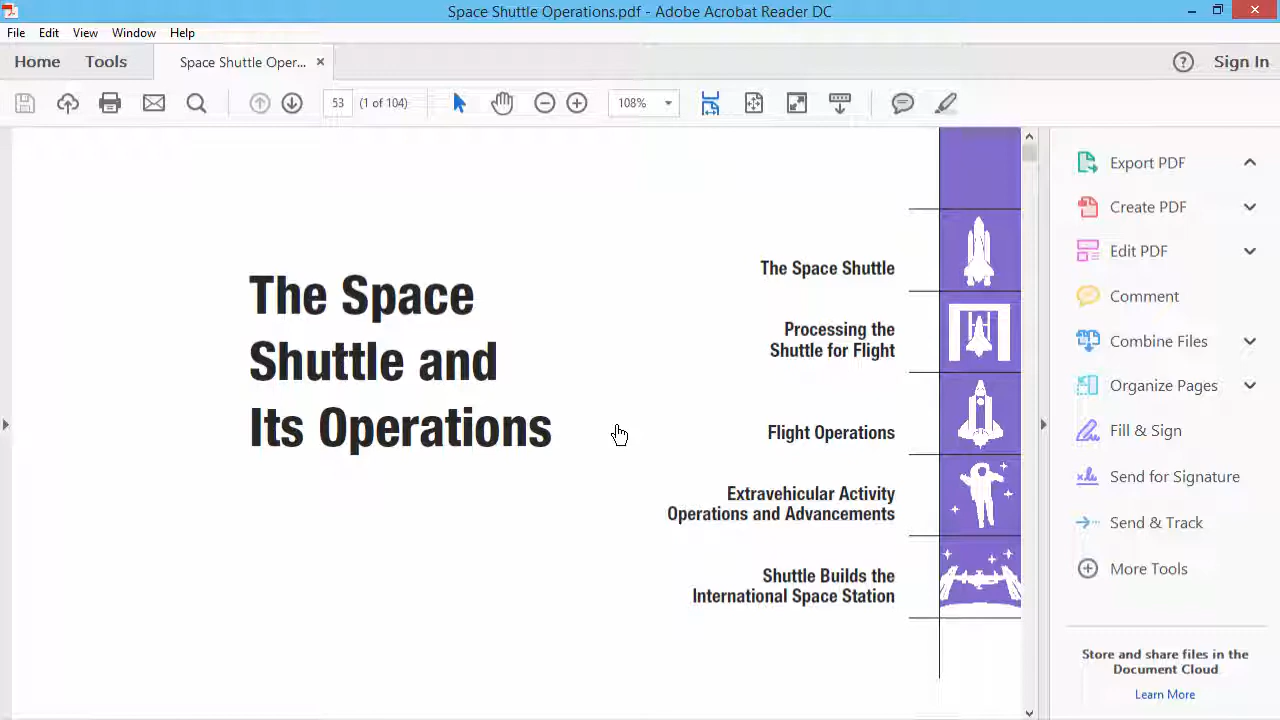 Space Shuttle Operations.pdf - Adobe Acrobat Reader DC
File Edit View Window Help
Home Tools Space Shuttle Oper... × ? Sign In
53 (1 of 104) 108%
The Space
Shuttle and
Its Operations
The Space Shuttle
Processing the
Shuttle for Flight
Flight Operations
Extravehicular Activity
Operations and Advancements
Shuttle Builds the
International Space Station
Export PDF
Create PDF
Edit PDF
Comment
Combine Files
Organize Pages
Fill & Sign
Send for Signature
Send & Track
More Tools
Store and share files in the
Document Cloud
Learn More